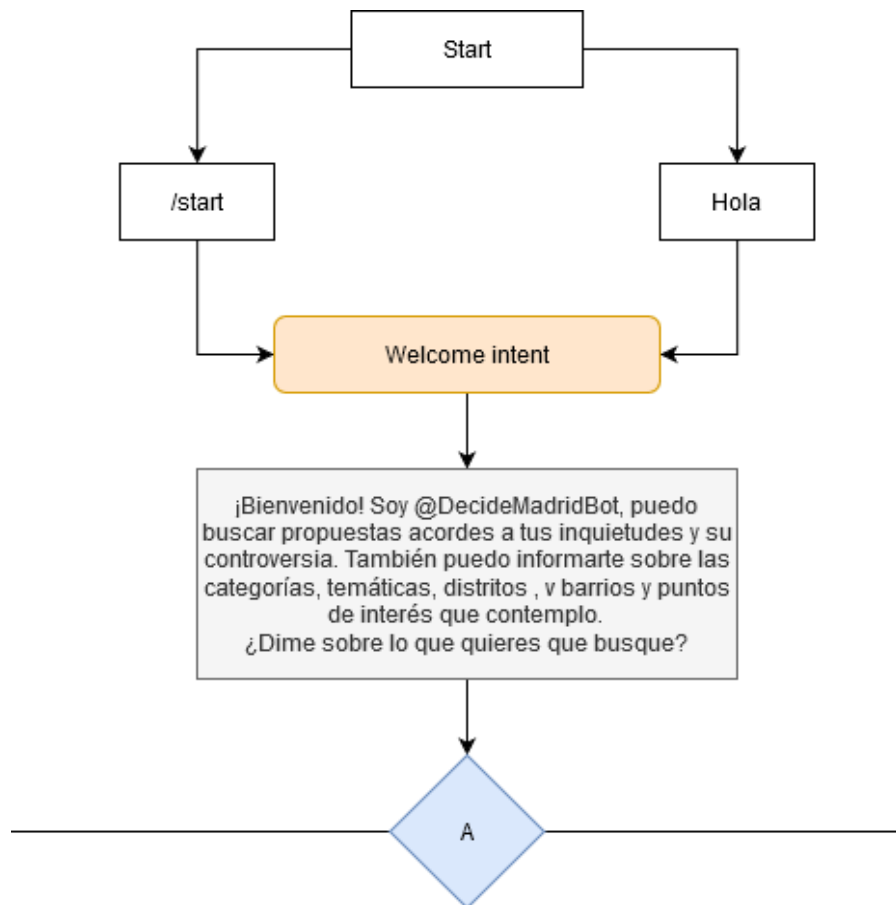 Start
/start
Hola
Welcome intent
¡Bienvenido! Soy @DecideMadridBot, puedo
buscar propuestas acordes a tus inquietudes y su
controversia. También puedo informarte sobre las
categorías, temáticas, distritos , v barrios y puntos
de interés que contemplo.
¿Dime sobre lo que quieres que busque?
A